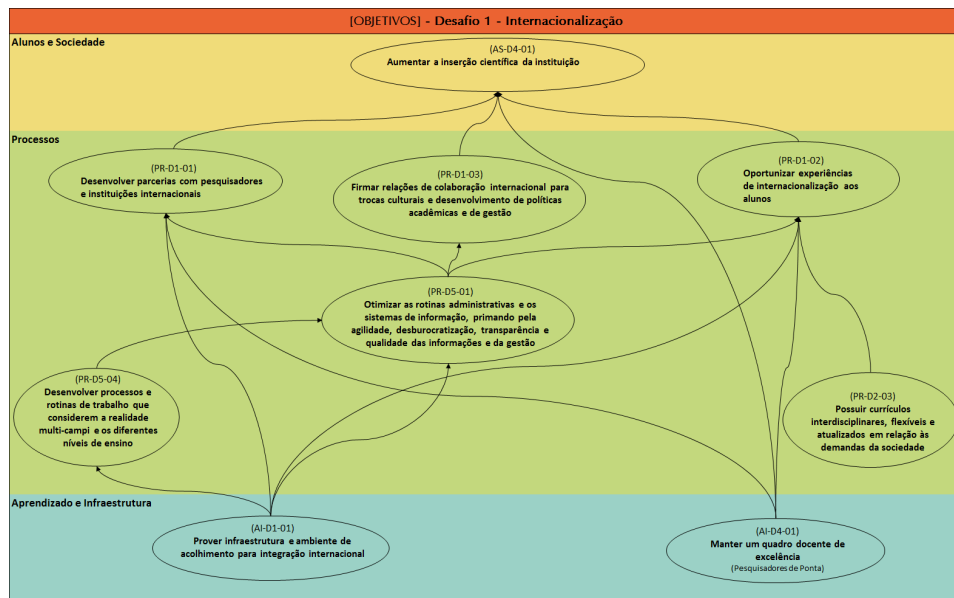 [OBJETIVOS] - Desafio 1 - Internacionalização
Alunos e Sociedade
(AS-D4-01)
Aumentar a inserção científica da instituição
Processos
(PR-D1-01)
Desenvolver parcerias com pesquisadores
e instituições internacionais
(PR-D1-03)
Firmar relações de colaboração internacional para
trocas culturais e desenvolvimento de políticas
acadêmicas e de gestão
(PR-D1-02)
Oportunizar experiências
de internacionalização aos
alunos
(PR-D5-01)
Otimizar as rotinas administrativas e os
sistemas de informação, primando pela
agilidade, desburocratização, transparência e
qualidade das informações e da gestão
(PR-D5-04)
Desenvolver processos e
rotinas de trabalho que
considerem a realidade
multi-campi e os diferentes
níveis de ensino
(PR-D2-03)
Possuir currículos
interdisciplinares, flexíveis e
atualizados em relação às
demandas da sociedade
Aprendizado e Infraestrutura
(AI-D1-01)
Prover infraestrutura e ambiente de
acolhimento para integração internacional
(AI-D4-01)
Manter um quadro docente de
excelência
(Pesquisadores de Ponta)